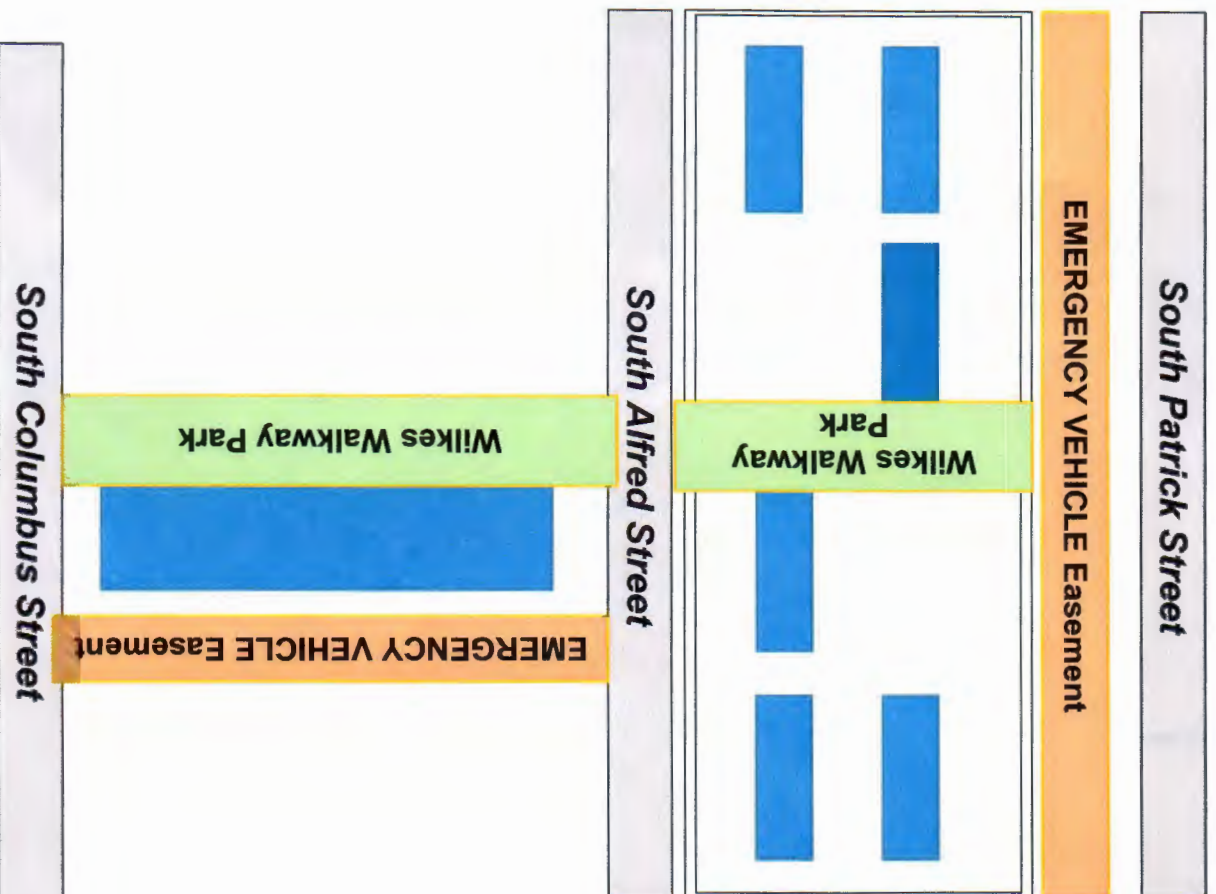 South Columbus Street
Wilkes Walkway Park
EMERGENCY VEHICLE Easement
South Alfred Street
Wilkes Walkway
Park
EMERGENCY VEHICLE Easement
South Patrick Street